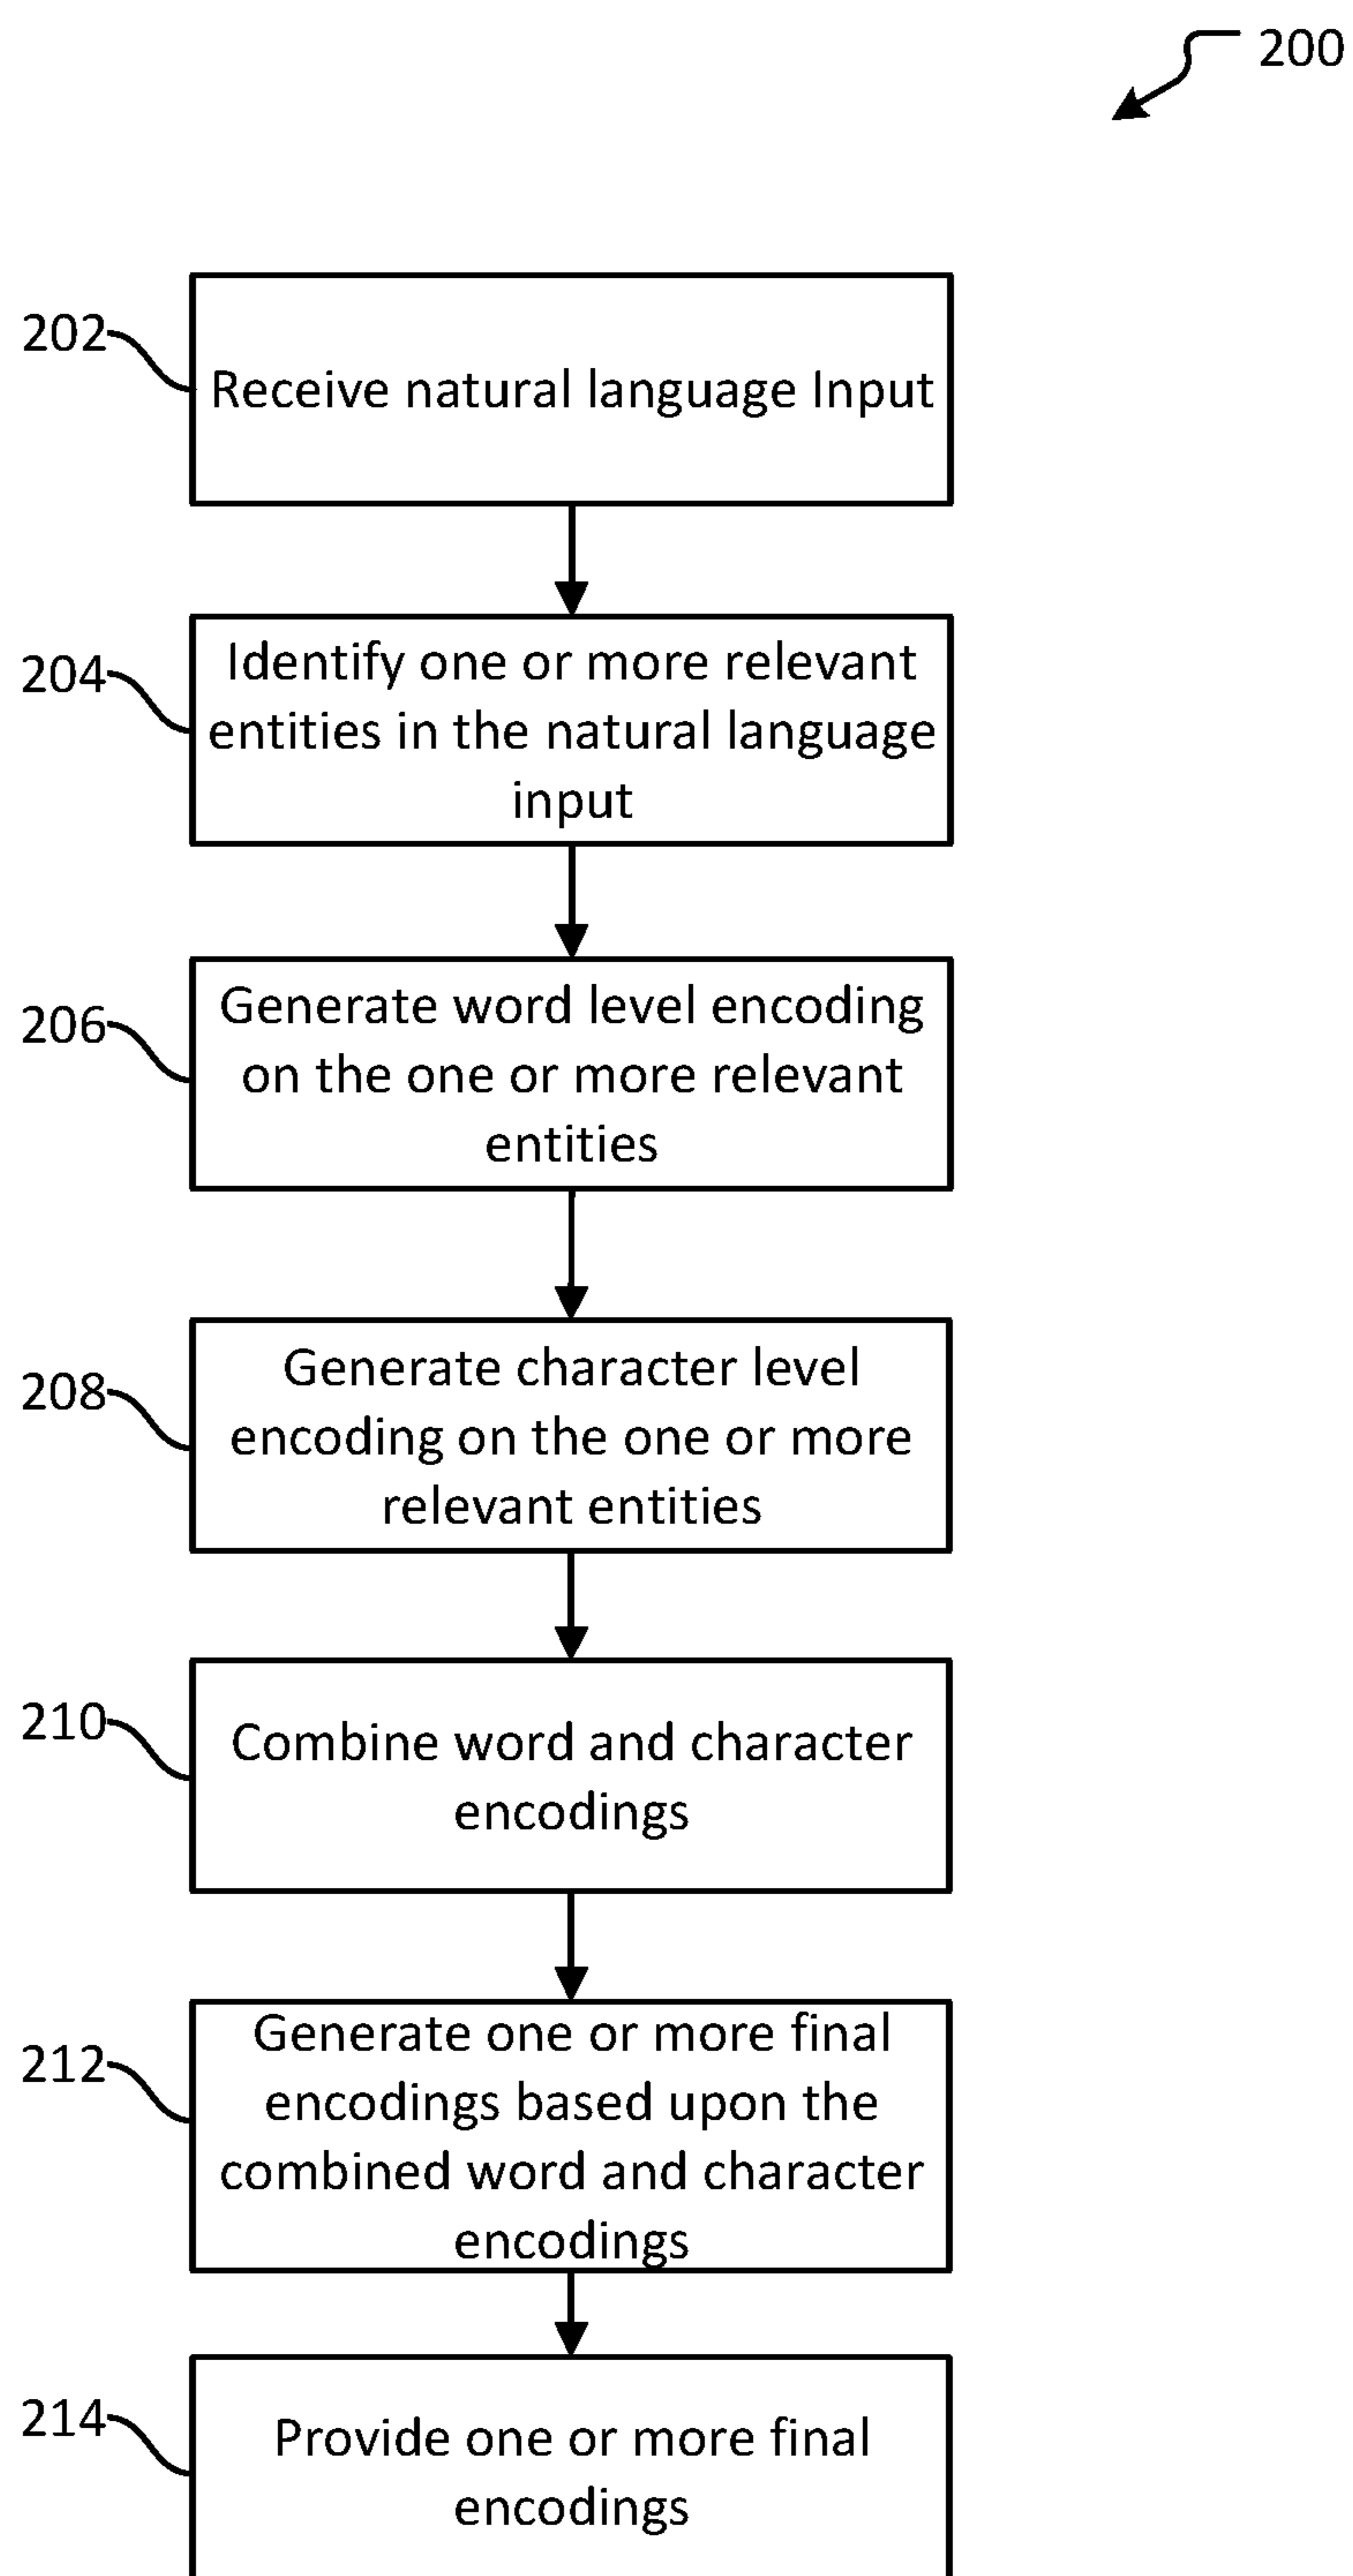 200
202
Receive natural language Input
204
Identify one or more relevant
entities in the natural language
input
206
Generate word level encoding
on the one or more relevant
entities
208
Generate character level
encoding on the one or more
relevant entities
210
Combine word and character
encodings
212
Generate one or more final
encodings based upon the
combined word and character
encodings
214
Provide one or more final
encodings